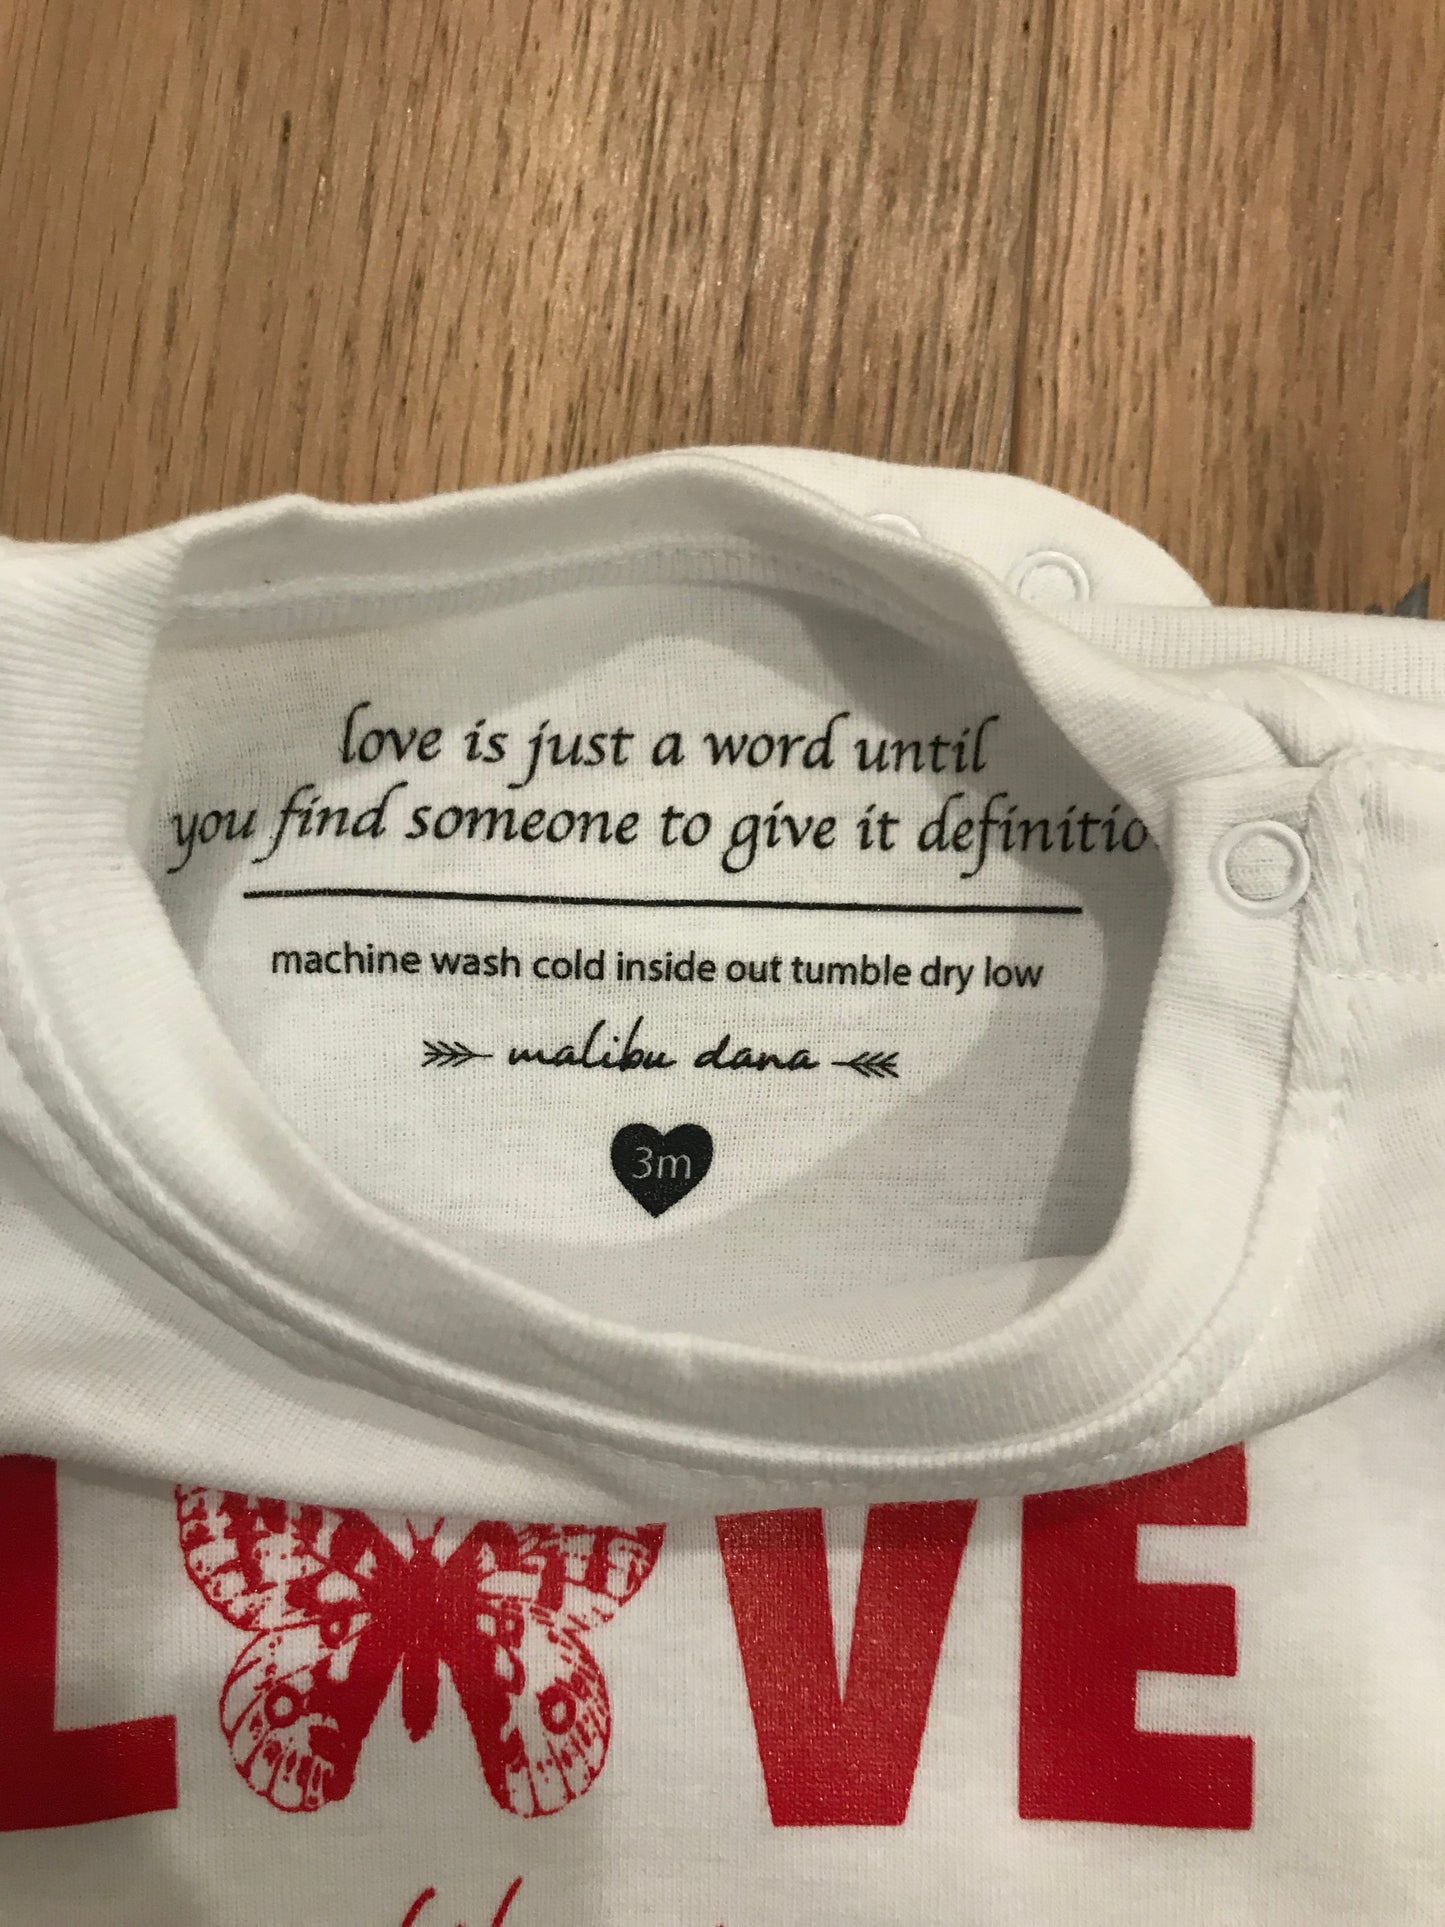 love is just a word until
you find someone to give it definitio
machine wash cold inside out tumble dry low
malibu dana
3m
L VE